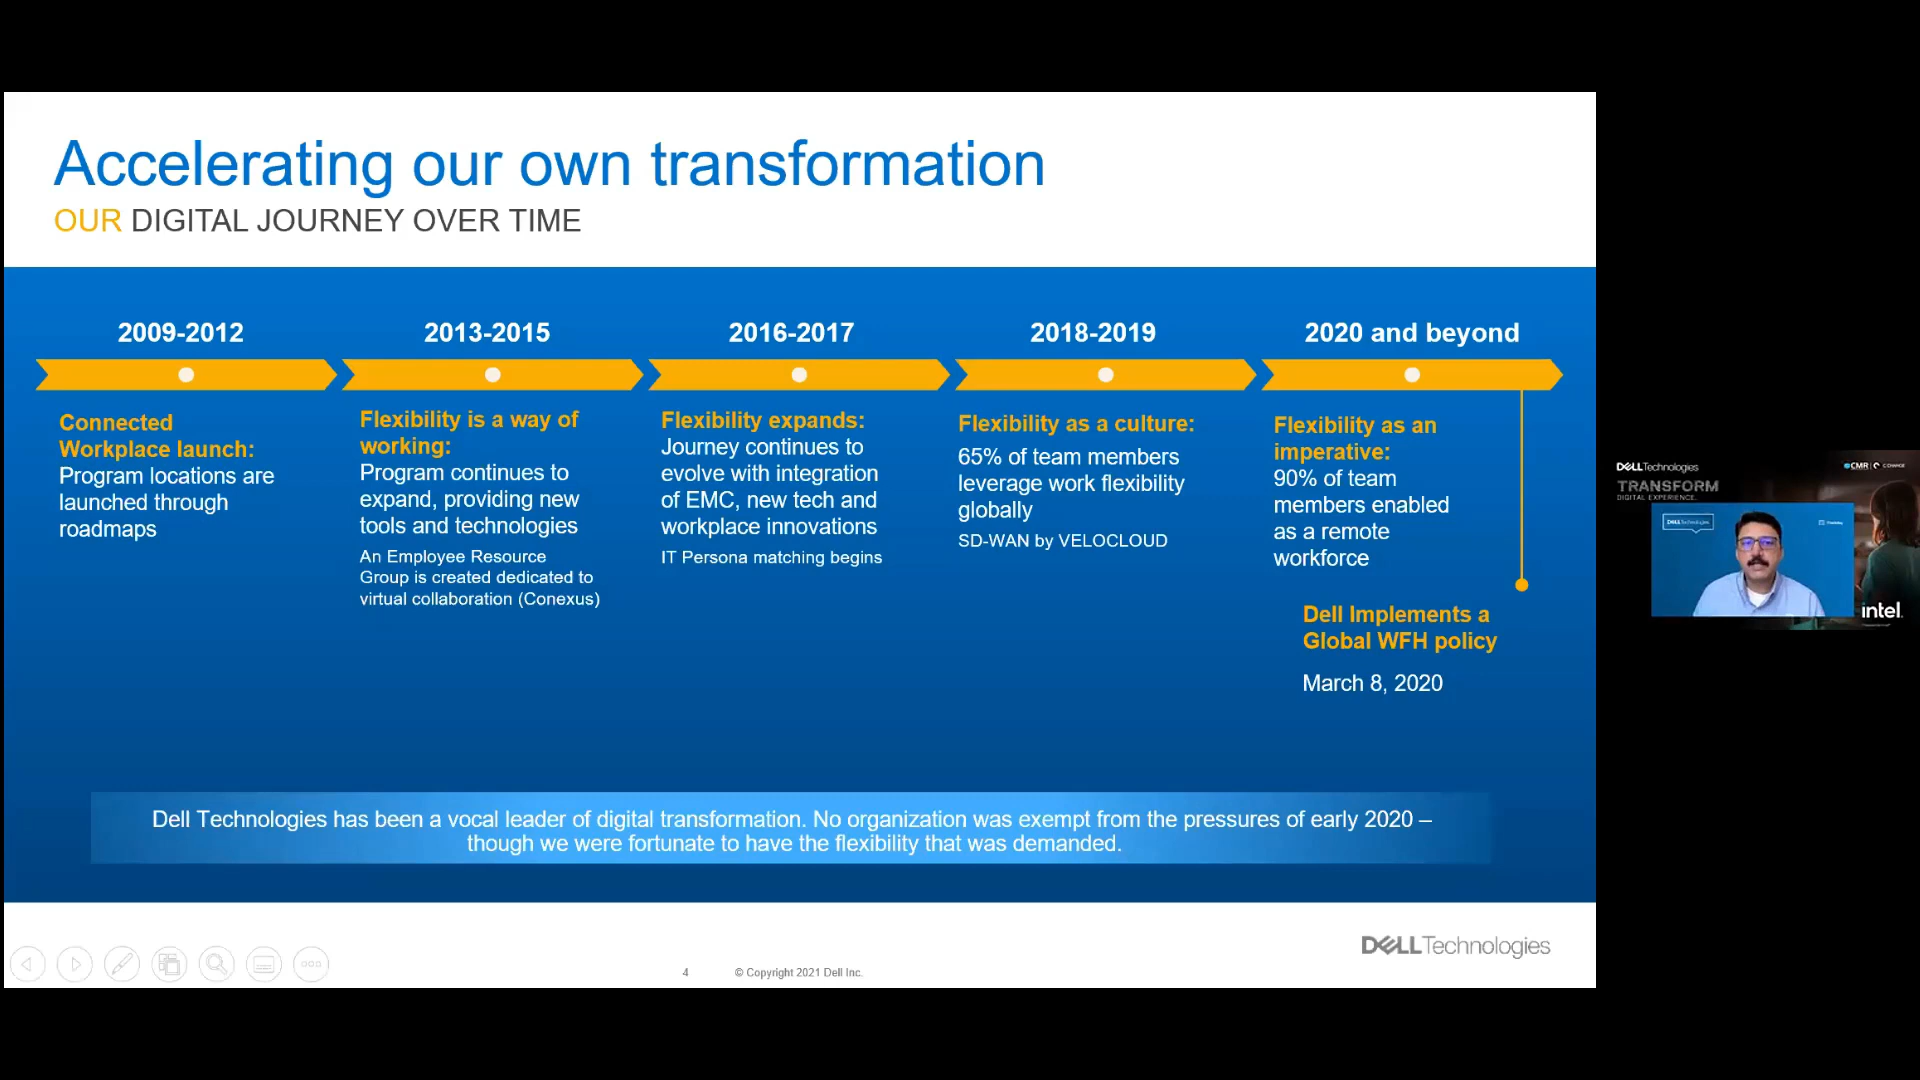 Accelerating our own transformation
OUR DIGITAL JOURNEY OVER TIME
2009-2012
Connected
Workplace launch:
Program locations are
launched through
roadmaps
2013-2015
Flexibility is a way of
working:
Program continues to
expand, providing new
tools and technologies
An Employee Resource
Group is created dedicated to
virtual collaboration (Conexus)
2016-2017
Flexibility expands:
Journey continues to
evolve with integration
of EMC, new tech and
workplace innovations
IT Persona matching begins
2018-2019
Flexibility as a culture:
65% of team members
leverage work flexibility
globally
SD-WAN by VELOCLOUD
2020 and beyond
Flexibility as an
imperative:
90% of team
members enabled
as a remote
workforce
Dell Implements a
Global WFH policy
March 8, 2020
Dell Technologies has been a vocal leader of digital transformation. No organization was exempt from the pressures of early 2020 –
though we were fortunate to have the flexibility that was demanded.
4
© Copyright 2021 Dell Inc.
DELLTechnologies
DELLTechnologies
CMR
TRANSFORM
DIGITAL EXPERIENCE.
DELLTechnologies
intel.